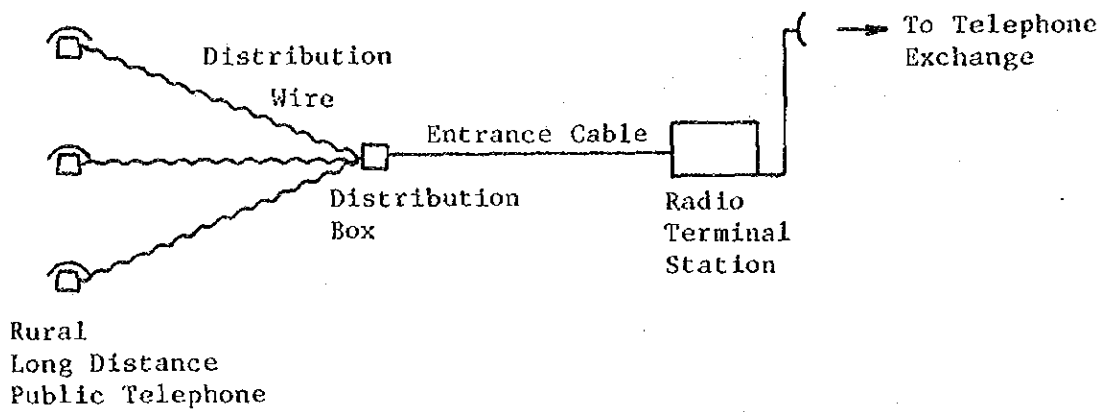 To Telephone
Exchange
Distribution
Wire
Entrance Cable
Distribution
Box
Radio
Terminal
Station
Rural
Long Distance
Public Telephone